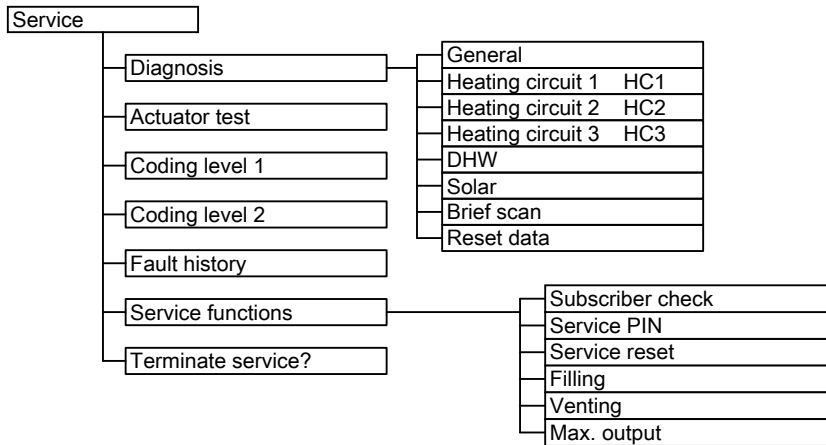 Service
Diagnosis
General
Heating circuit 1 HC1
Heating circuit 2 HC2
Heating circuit 3 HC3
DHW
Solar
Brief scan
Reset data
Actuator test
Coding level 1
Coding level 2
Fault history
Service functions
Subscriber check
Service PIN
Service reset
Filling
Venting
Max. output
Terminate service?